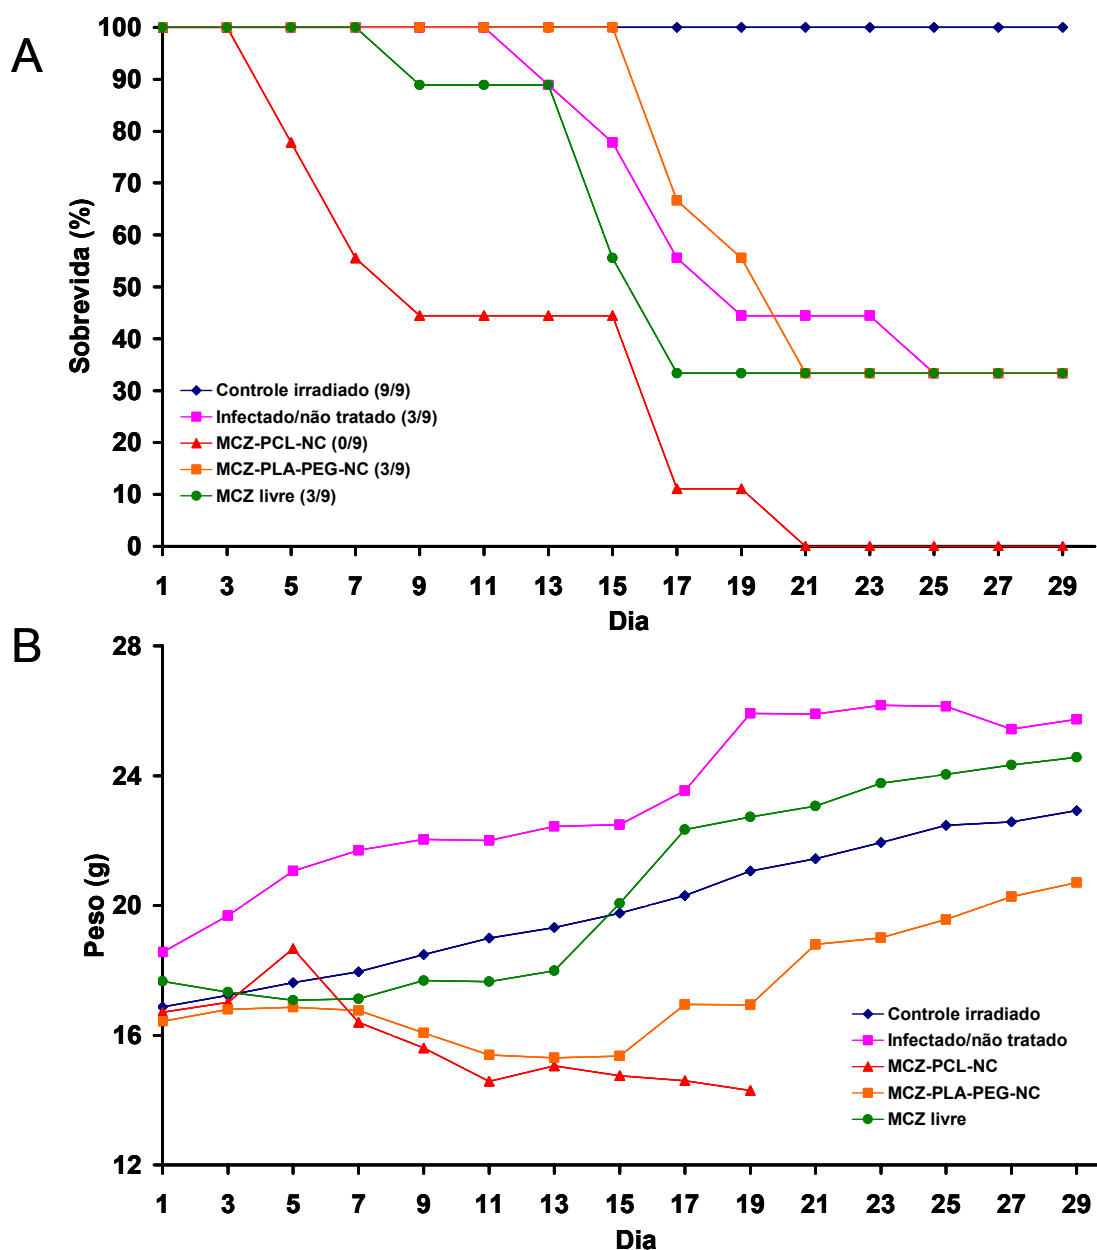 A
100
90
80
70
60
50
40
30
20
10
0
Sobrevida (%)
Controle irradiado (9/9)
Infectado/não tratado (3/9)
MCZ-PCL-NC (0/9)
MCZ-PLA-PEG-NC (3/9)
MCZ livre (3/9)
1 3 5 7 9 11 13 15 17 19 21 23 25 27 29
Dia
B
28
24
20
16
12
Peso (g)
Controle irradiado
Infectado/não tratado
MCZ-PCL-NC
MCZ-PLA-PEG-NC
MCZ livre
1 3 5 7 9 11 13 15 17 19 21 23 25 27 29
Dia